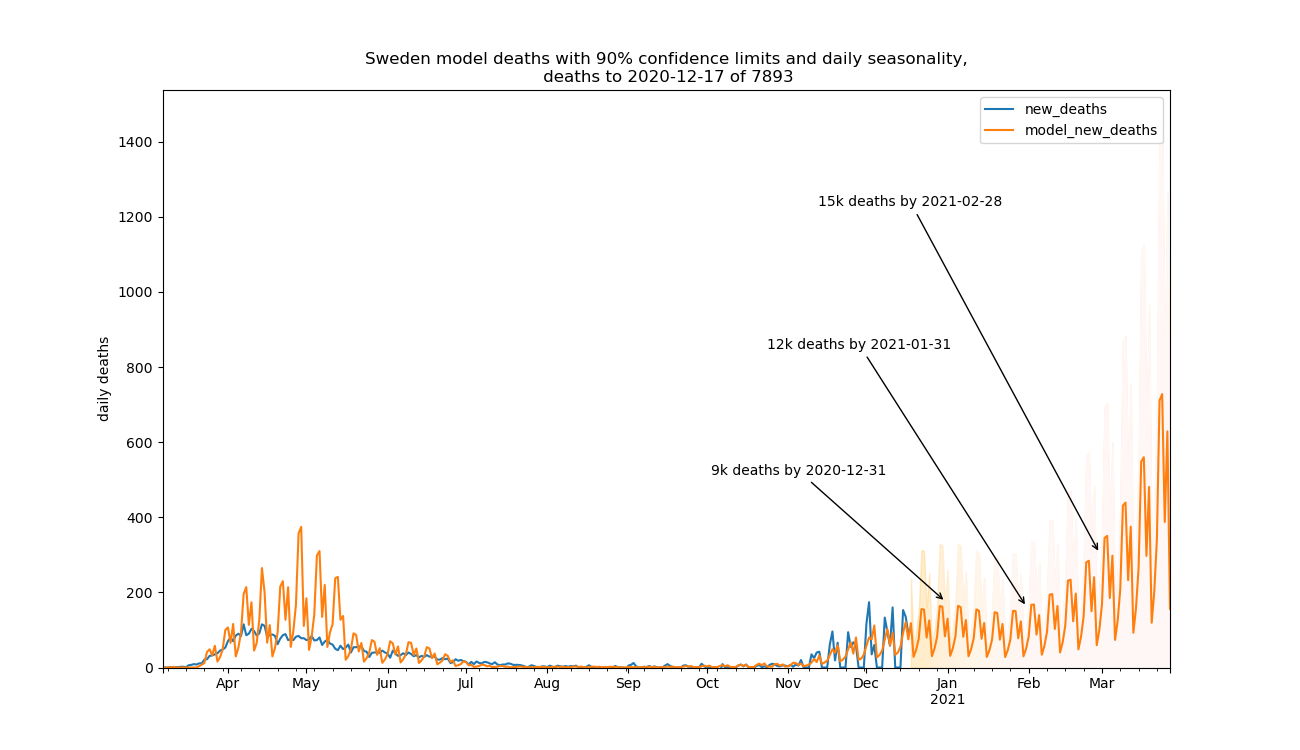 Sweden model deaths with 90% confidence limits and daily seasonality,
deaths to 2020-12-17 of 7893
new_deaths
model_new_deaths
1400
1200
1000
800
600
400
200
0
daily deaths
15k deaths by 2021-02-28
12k deaths by 2021-01-31
9k deaths by 2020-12-31
Apr May Jun Jul Aug Sep Oct Nov Dec Jan Feb Mar
2021